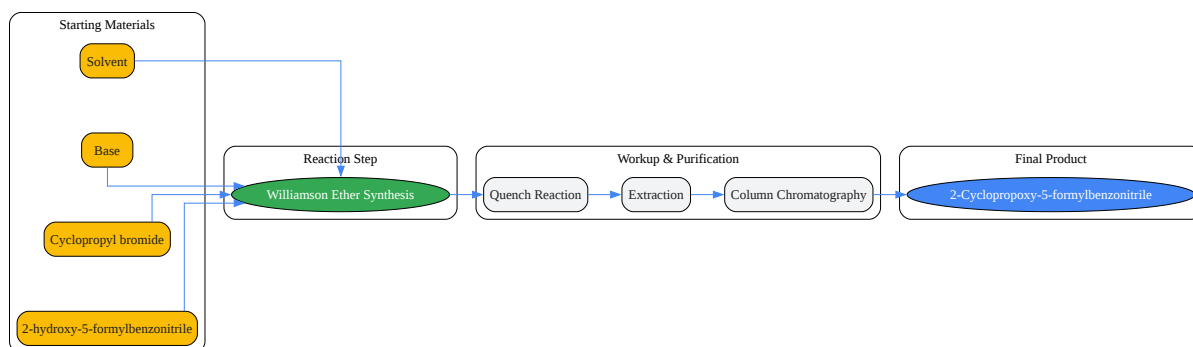 Starting Materials
Solvent
Base
Cyclopropyl bromide
2-hydroxy-5-formylbenzonitrile
Reaction Step
Williamson Ether Synthesis
Workup & Purification
Quench Reaction
Extraction
Column Chromatography
Final Product
2-Cyclopropoxy-5-formylbenzonitrile